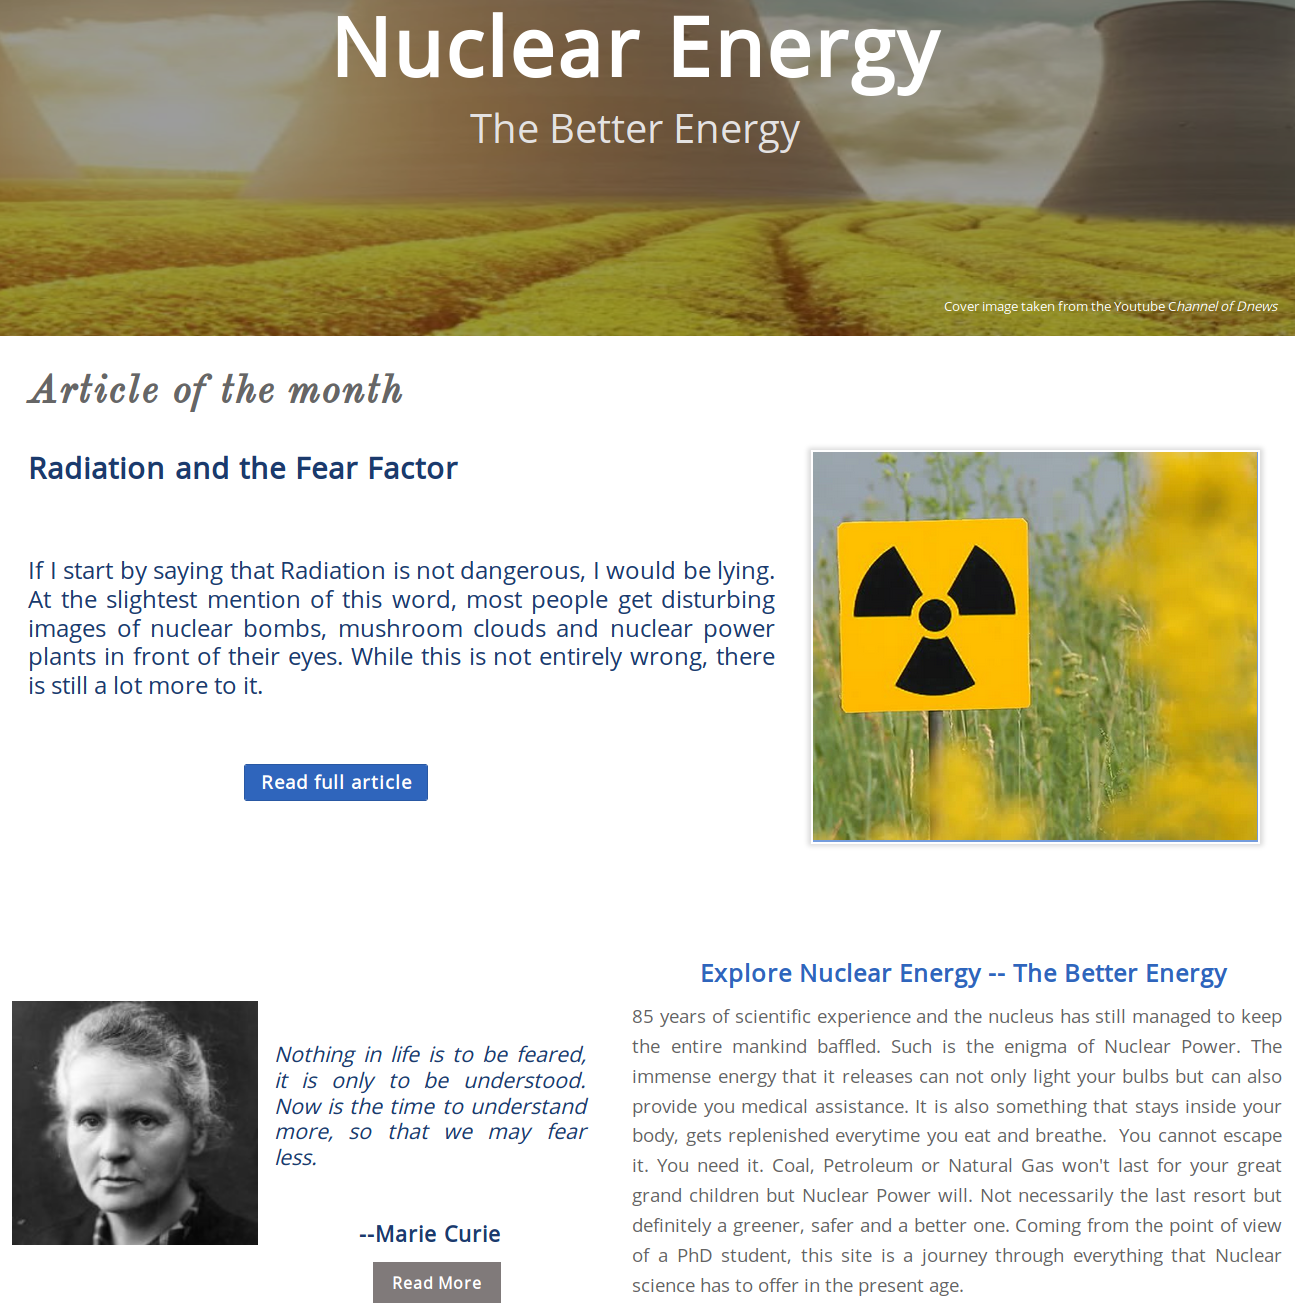 Nuclear Energy
The Better Energy
Cover image taken from the Youtube Channel of Dnews
Article of the month
Radiation and the Fear Factor
If I start by saying that Radiation is not dangerous, I would be lying.
At the slightest mention of this word, most people get disturbing
images of nuclear bombs, mushroom clouds and nuclear power
plants in front of their eyes. While this is not entirely wrong, there
is still a lot more to it.
Read full article
Nothing in life is to be feared,
it is only to be understood.
Now is the time to understand
more, so that we may fear
less.
--Marie Curie
Read More
Explore Nuclear Energy -- The Better Energy
85 years of scientific experience and the nucleus has still managed to keep
the entire mankind baffled. Such is the enigma of Nuclear Power. The
immense energy that it releases can not only light your bulbs but can also
provide you medical assistance. It is also something that stays inside your
body, gets replenished everytime you eat and breathe.  You cannot escape
it. You need it. Coal, Petroleum or Natural Gas won't last for your great
grand children but Nuclear Power will. Not necessarily the last resort but
definitely a greener, safer and a better one. Coming from the point of view
of a PhD student, this site is a journey through everything that Nuclear
science has to offer in the present age.